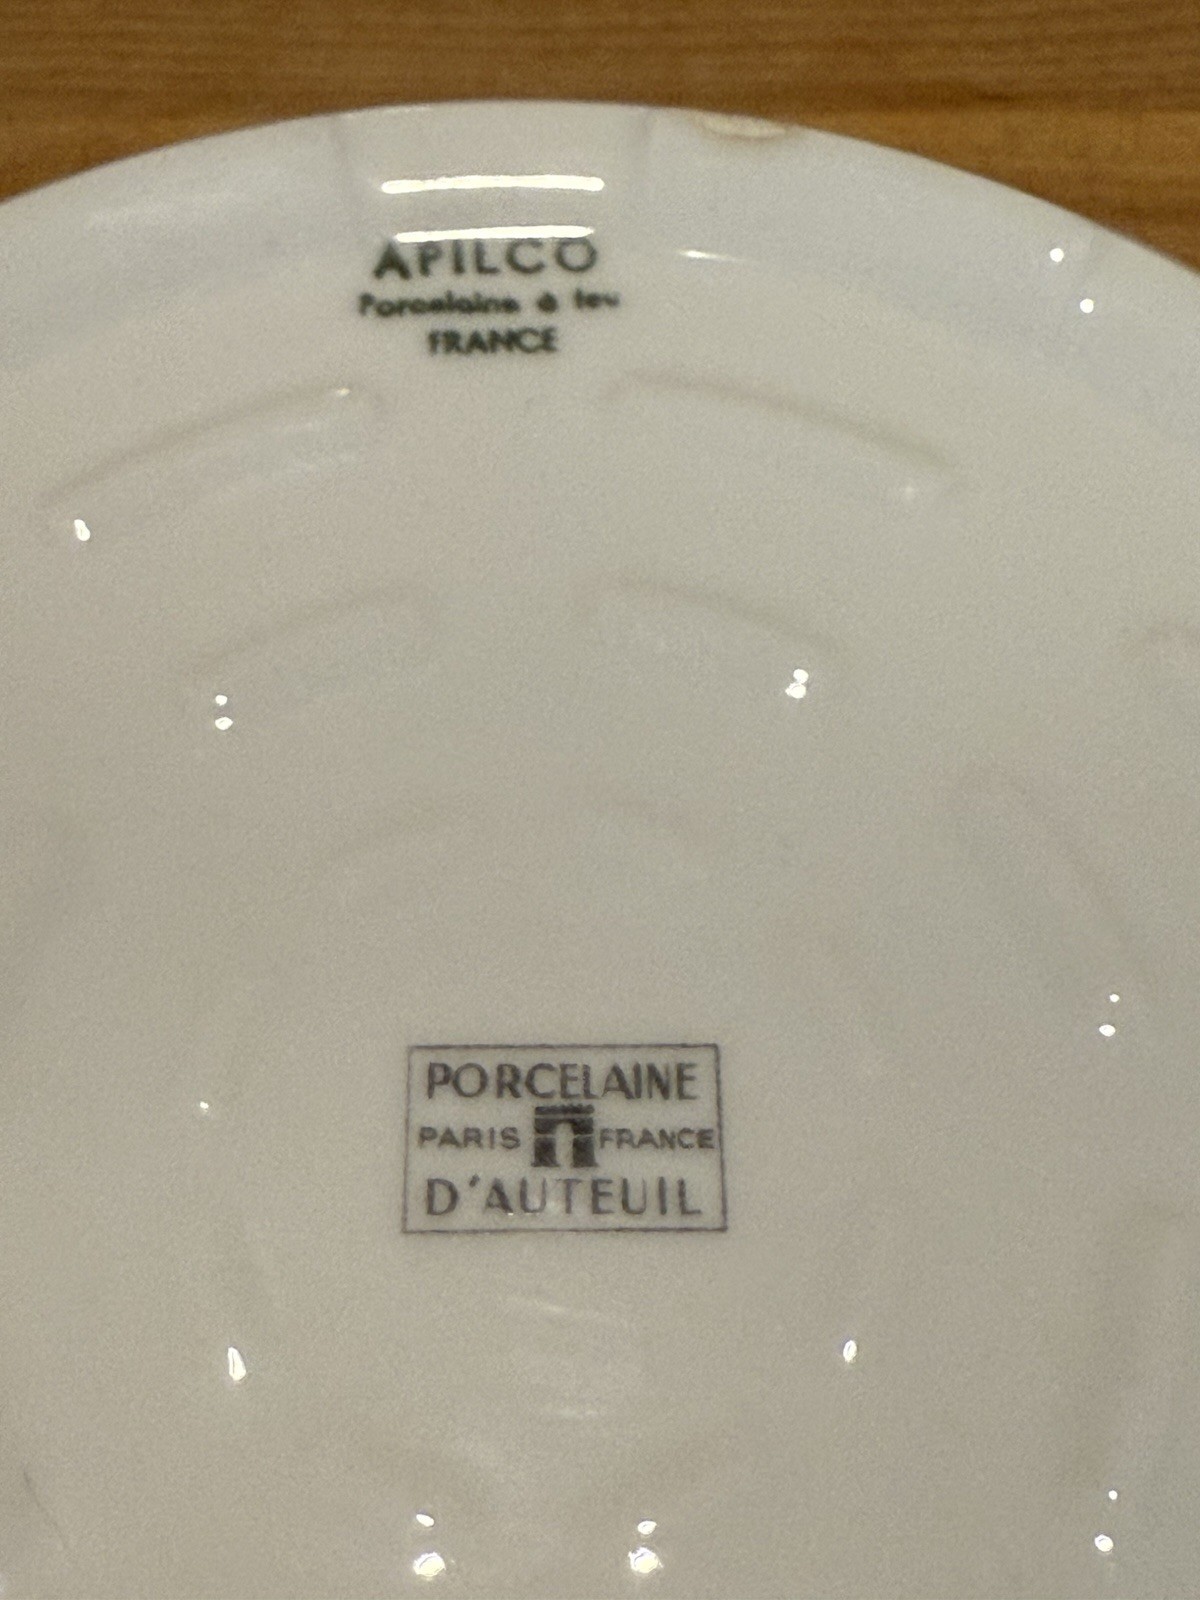 APILCO
Porcelaine à feu
FRANCE
PORCELAINE
PARIS FRANCE
D'AUTEUIL